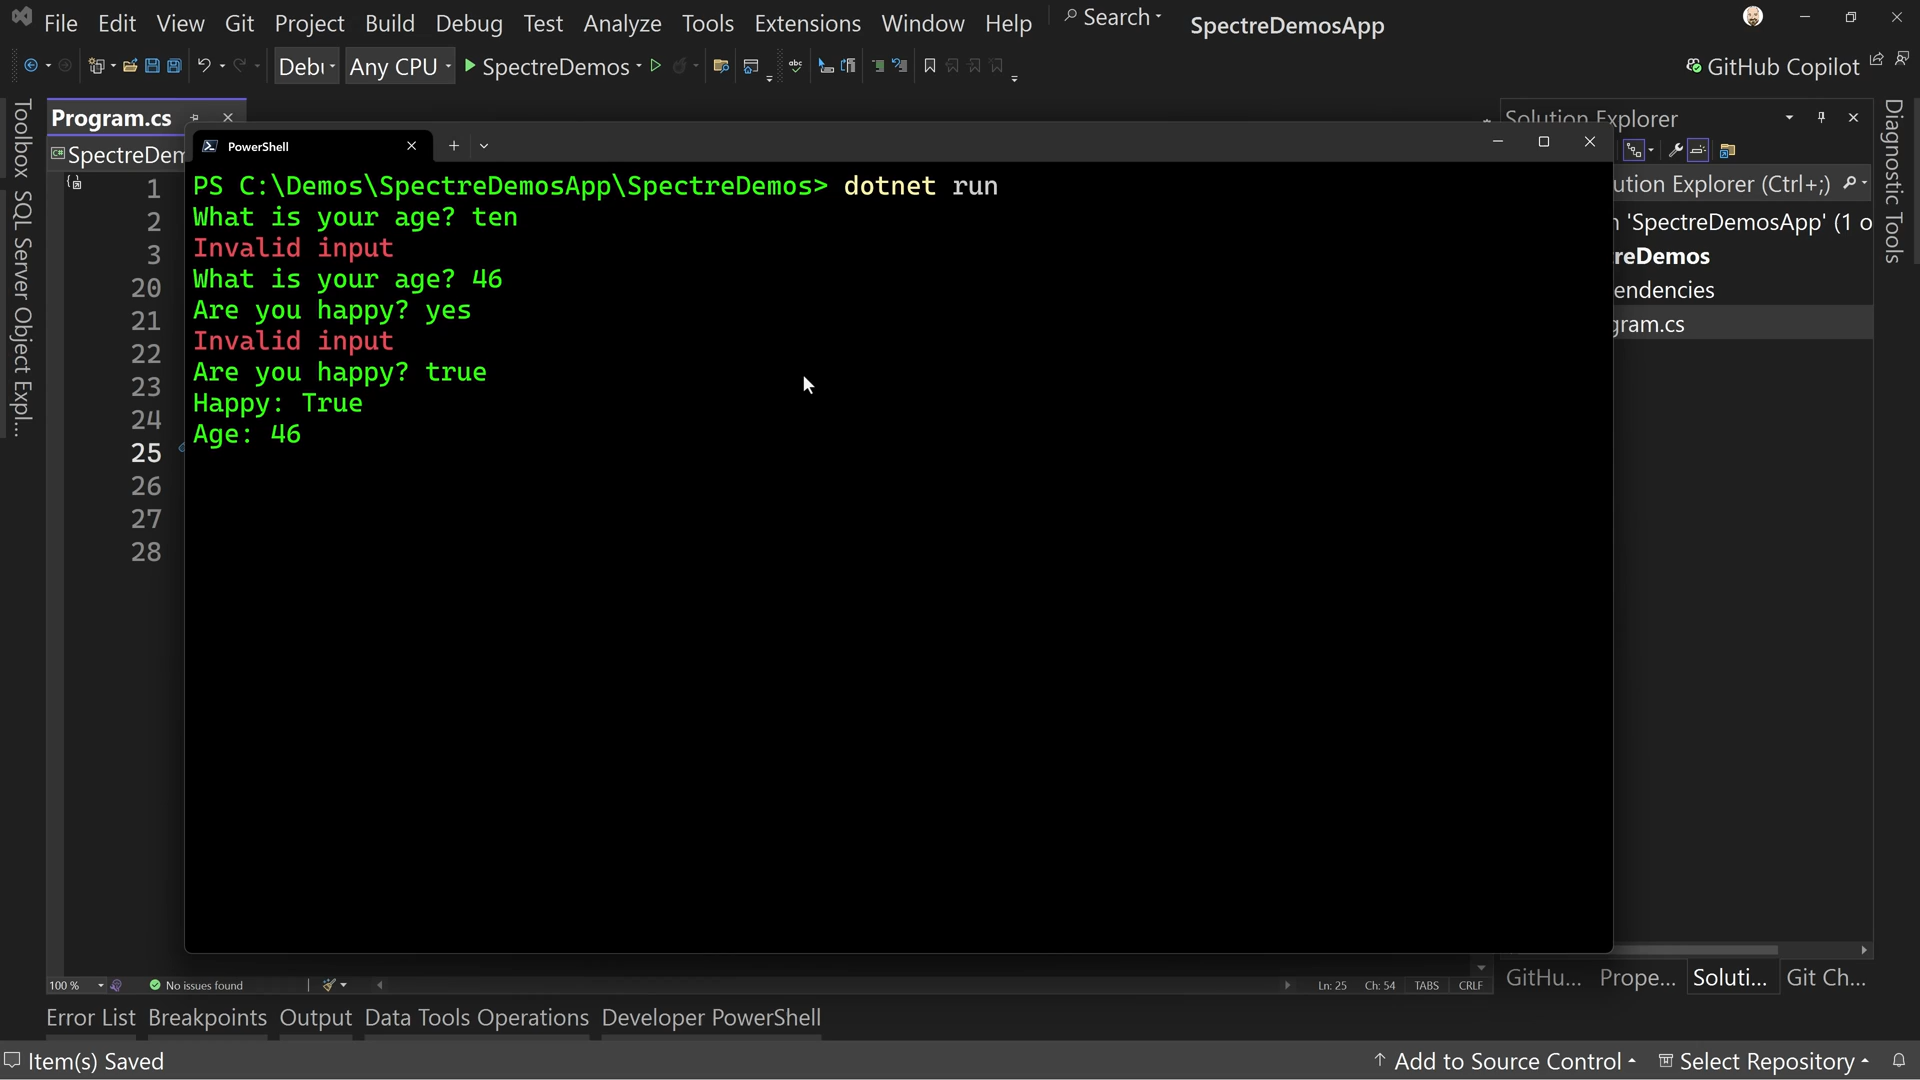 File Edit View Git Project Build Debug Test Analyze Tools Extensions Window Help Search SpectreDemosApp
Any CPU SpectreDemos GitHub Copilot
Toolbox
SQL Server Object Expl...
Program.cs
Solution Explorer
Diagnostic Tools
SpectreDem
PowerShell
ution Explorer (Ctrl+;)
n 'SpectreDemosApp' (1 o
reDemos
endencies
gram.cs
1
2
3
20
21
22
23
24
25
26
27
28
PS C:\Demos\SpectreDemosApp\SpectreDemos> dotnet run
What is your age? ten
Invalid input
What is your age? 46
Are you happy? yes
Invalid input
Are you happy? true
Happy: True
Age: 46
100 % No issues found Ln: 25 Ch: 54 TABS CRLF
GitHu... Prope... Soluti... Git Ch...
Error List Breakpoints Output Data Tools Operations Developer PowerShell
Item(s) Saved Add to Source Control Select Repository